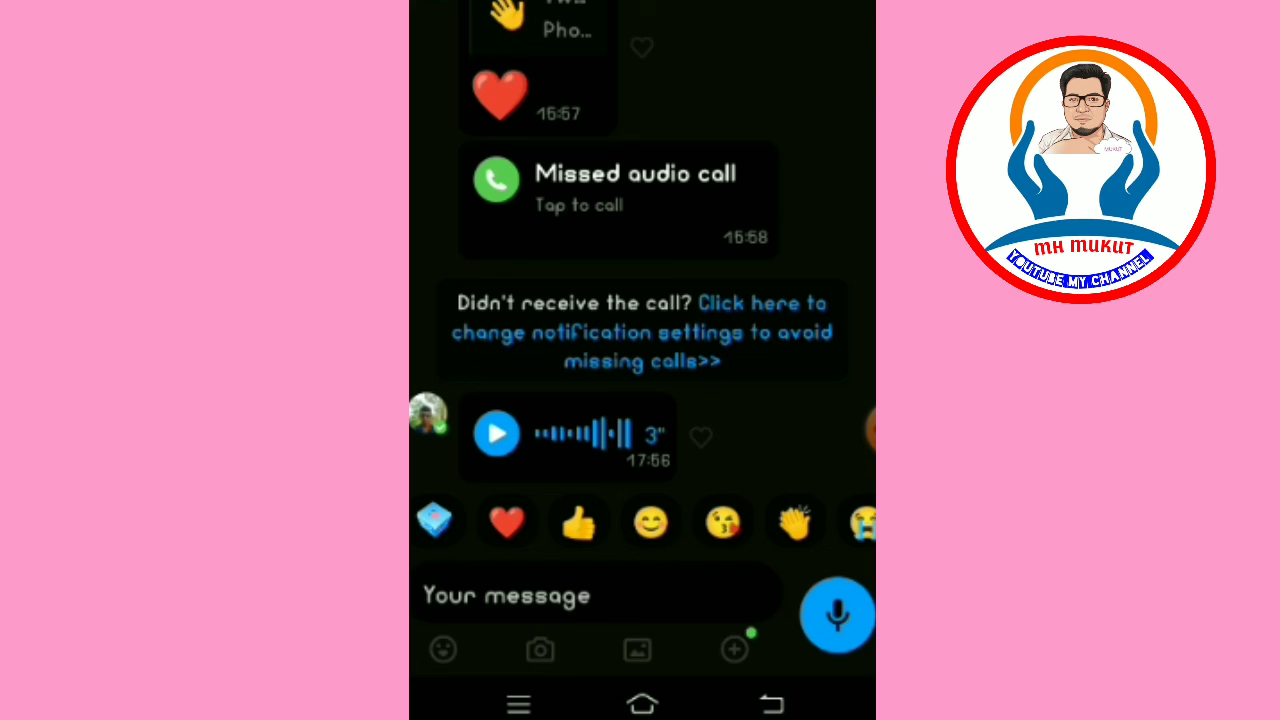 Pho...
16:57
Missed audio call
Tap to call
16:58
Didn't receive the call? Click here to
change notification settings to avoid
missing calls>>
3"
17:56
Your message
MUKUT
MH MUKUT
YOUTUBE MY CHANNEL